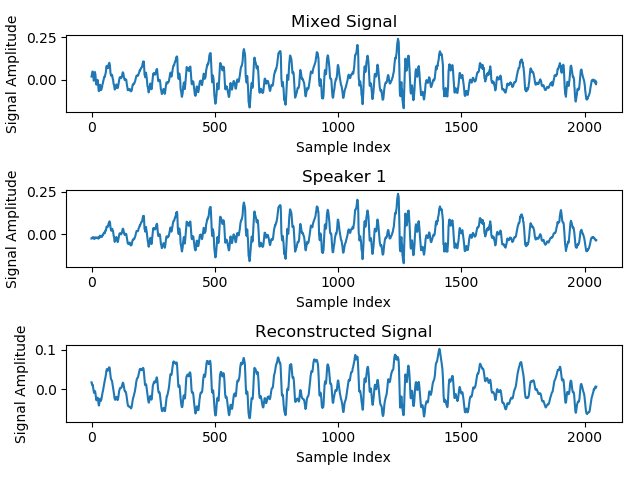 Mixed Signal
Signal Amplitude
0.25
0.00
0
500
1000
1500
2000
Sample Index
Speaker 1
Signal Amplitude
0.25
0.00
0
500
1000
1500
2000
Sample Index
Reconstructed Signal
Signal Amplitude
0.1
0.0
0
500
1000
1500
2000
Sample Index